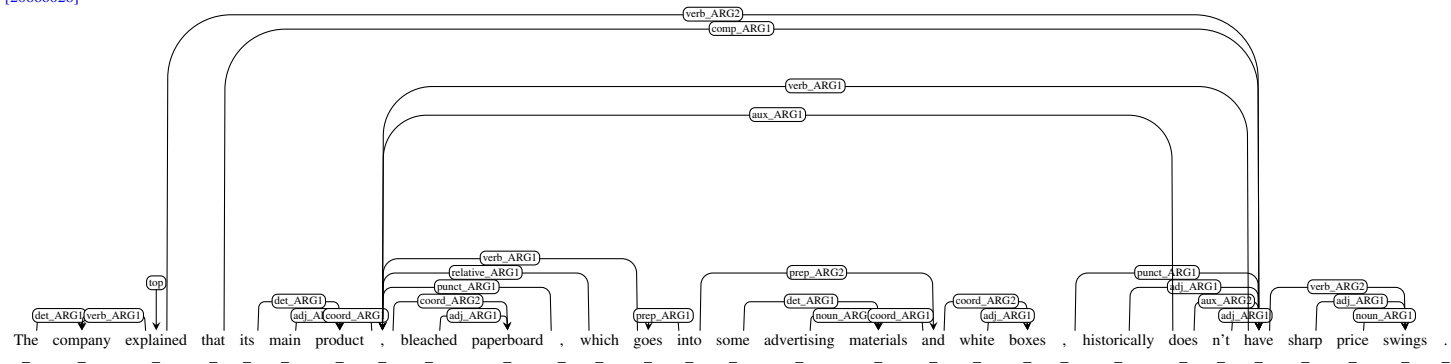 verb_ARG2
comp_ARG1
verb_ARG1
aux_ARG1
verb_ARG1
relative_ARG1 prep_ARG2 punct_ARG1
top punct_ARG1 adj_ARG1 verb_ARG2
det_ARG1 coord_ARG2 det_ARG1 coord_ARG2 aux_ARG2 adj_ARG1
det_ARG1 verb_ARG1 coord_ARG1 adj_ARG1 prep_ARG1 coord_ARG1 adj_ARG1 adj_ARG1 noun_ARG1
The company explained that its main product , bleached paperboard , which goes into some advertising materials and white boxes , historically does n't have sharp price swings .